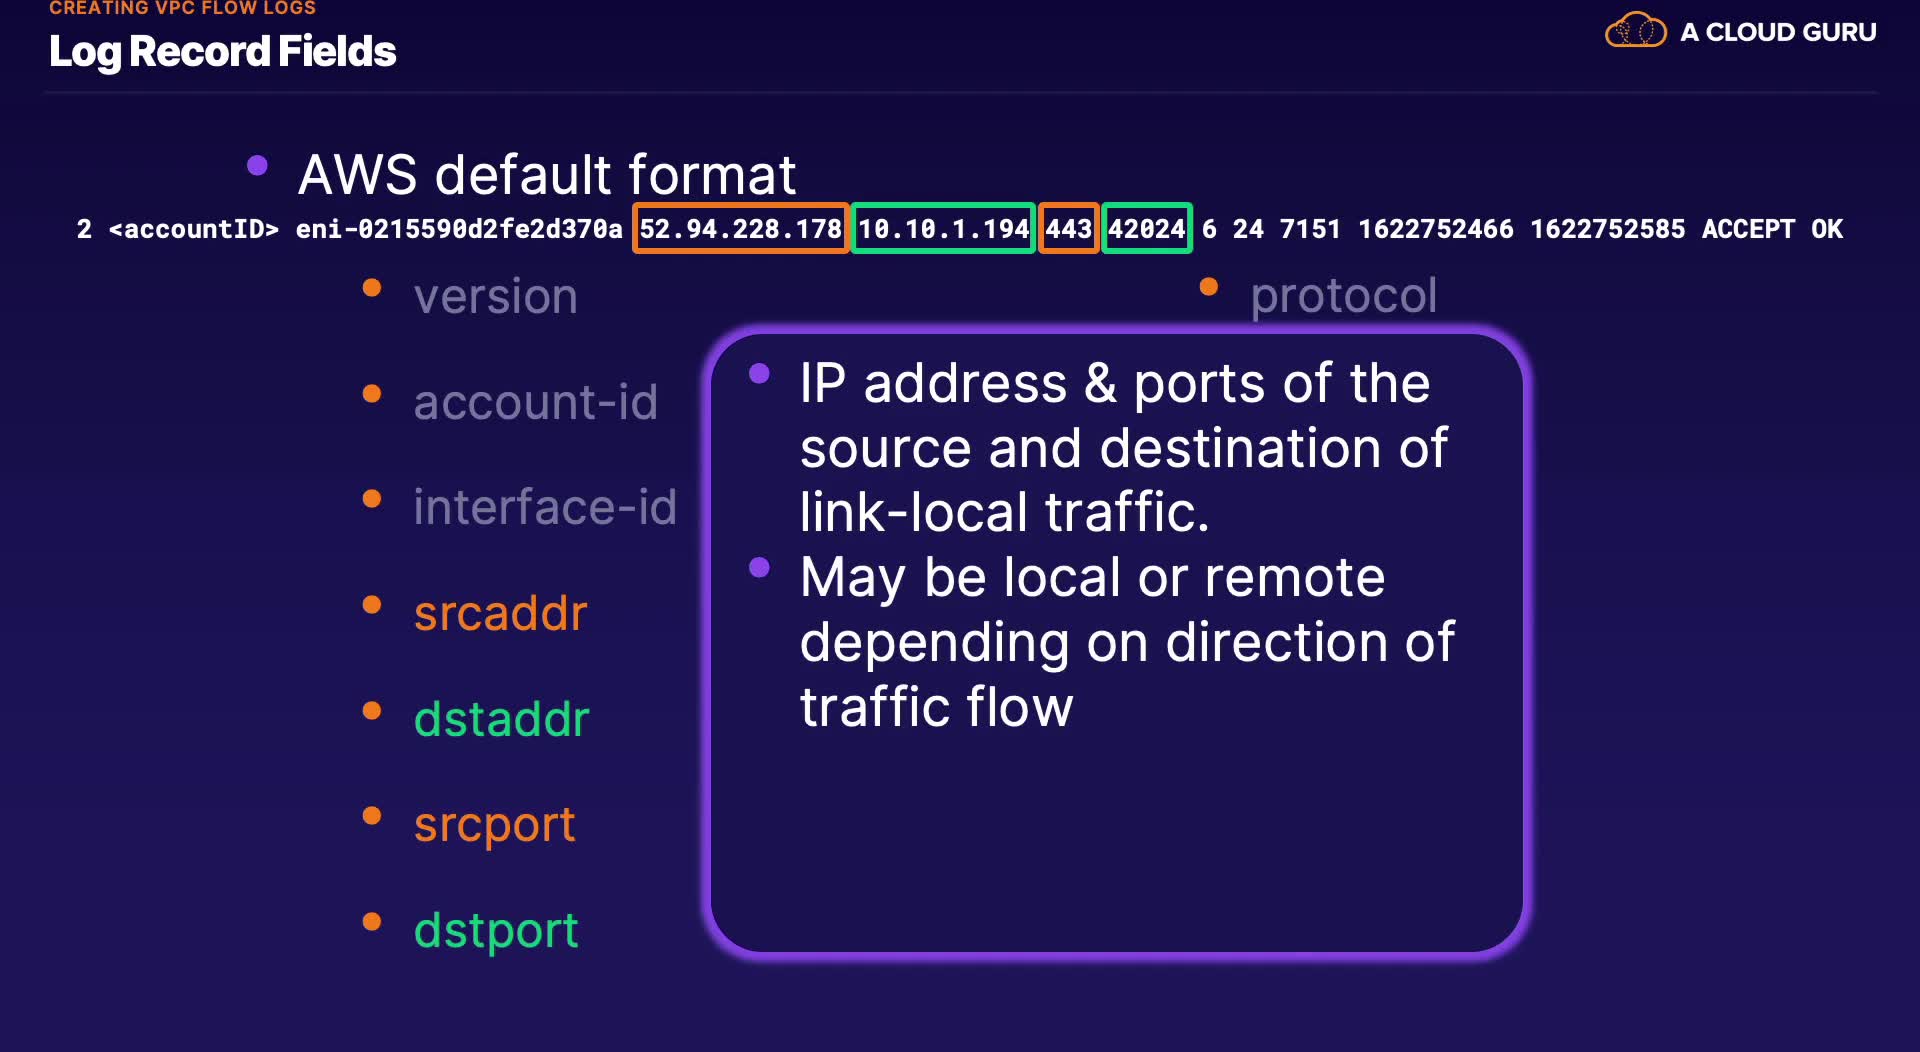 CREATING VPC FLOW LOGS
Log Record Fields
A CLOUD GURU
AWS default format
2 <accountID> eni-0215590d2fe2d370a 52.94.228.178 10.10.1.194 443 42024 6 24 7151 1622752466 1622752585 ACCEPT OK
version
account-id
interface-id
srcaddr
dstaddr
srcport
dstport
protocol
IP address & ports of the
source and destination of
link-local traffic.
May be local or remote
depending on direction of
traffic flow